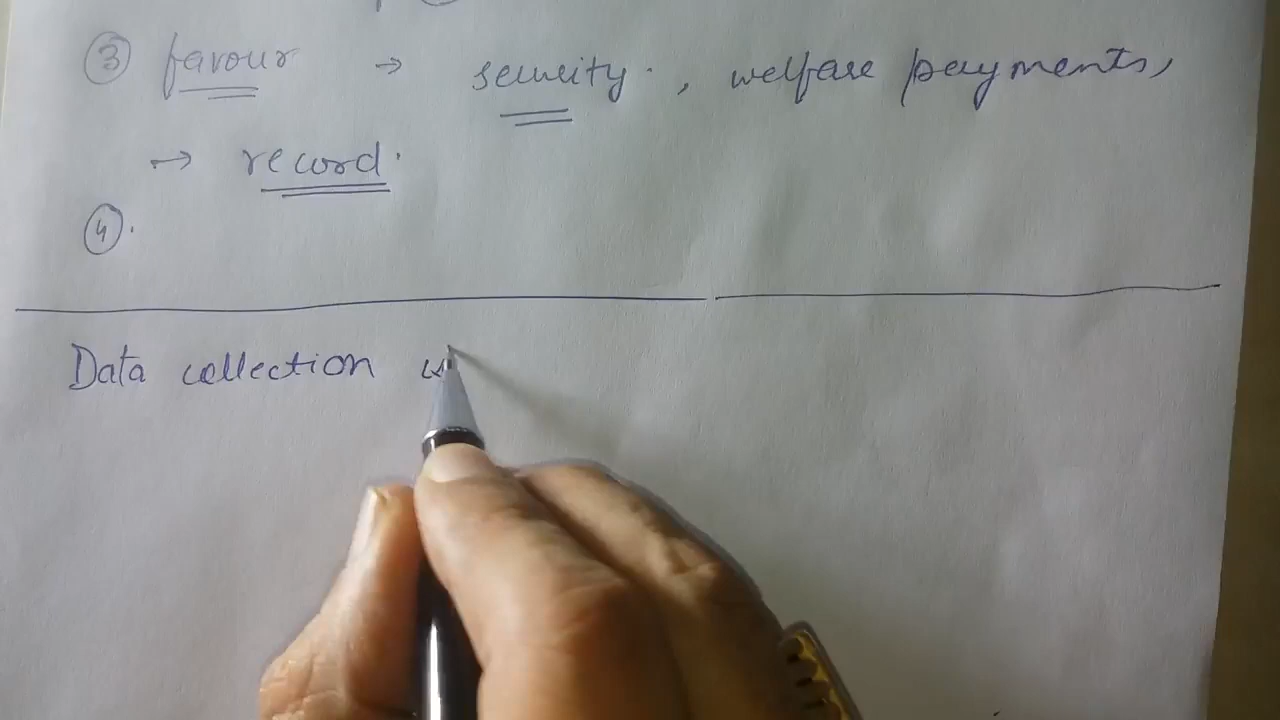 ③ favour → security , welfare payments,
→ record.
④.
Data collection